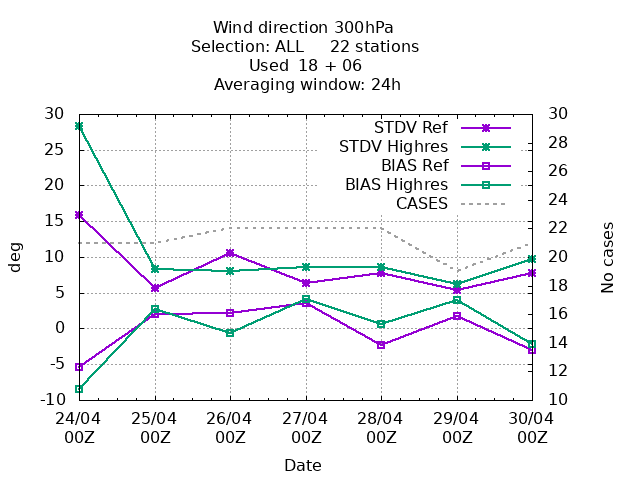 Wind direction 300hPa
Selection: ALL     22 stations
Used  18 + 06
Averaging window: 24h
STDV Ref
STDV Highres
BIAS Ref
BIAS Highres
CASES
30
25
20
15
10
5
0
-5
-10
deg
30
28
26
24
22
20
18
16
14
12
10
No cases
24/04 25/04 26/04 27/04 28/04 29/04 30/04
00Z 00Z 00Z 00Z 00Z 00Z 00Z
Date